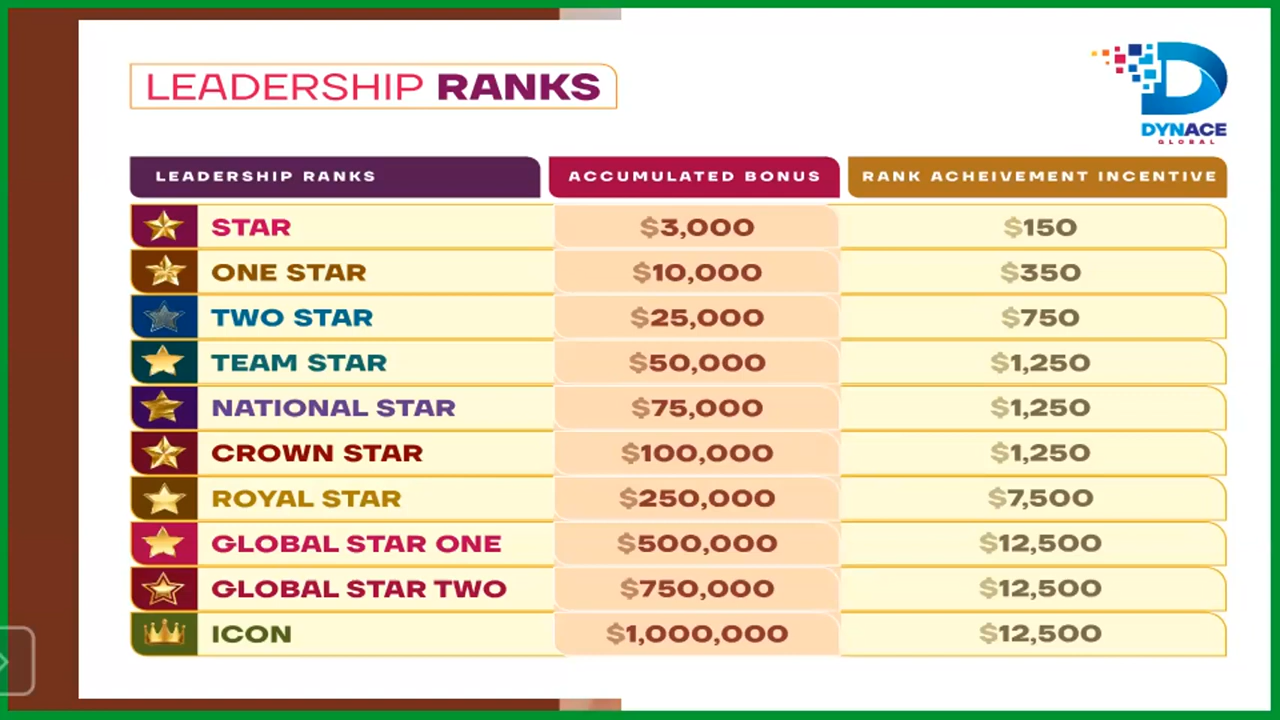 LEADERSHIP RANKS
DYNACE
GLOBAL
LEADERSHIP RANKS ACCUMULATED BONUS RANK ACHEIVEMENT INCENTIVE
STAR $3,000 $150
ONE STAR $10,000 $350
TWO STAR $25,000 $750
TEAM STAR $50,000 $1,250
NATIONAL STAR $75,000 $1,250
CROWN STAR $100,000 $1,250
ROYAL STAR $250,000 $7,500
GLOBAL STAR ONE $500,000 $12,500
GLOBAL STAR TWO $750,000 $12,500
ICON $1,000,000 $12,500